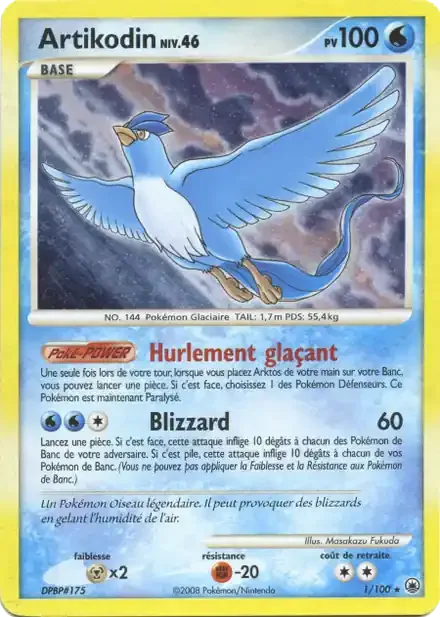 Artikodin NIV.46 PV 100
BASE
NO. 144 Pokémon Glaciaire TAIL: 1,7m PDS: 55,4kg
Poké-POWER Hurlement glaçant
Une seule fois lors de votre tour, lorsque vous placez Arktos de votre main sur votre Banc,
vous pouvez lancer une pièce. Si c'est face, choisissez 1 des Pokémon Défenseurs. Ce
Pokémon est maintenant Paralysé.
Blizzard 60
Lancez une pièce. Si c'est face, cette attaque inflige 10 dégâts à chacun des Pokémon de
Banc de votre adversaire. Si c'est pile, cette attaque inflige 10 dégâts à chacun de vos
Pokémon de Banc. (Vous ne pouvez pas appliquer la Faiblesse et la Résistance aux Pokémon
de Banc.)
Un Pokémon Oiseau légendaire. Il peut provoquer des blizzards
en gelant l'humidité de l'air.
Illus. Masakazu Fukuda
faiblesse résistance coût de retraite
x2 -20
DPBP#175 ©2008 Pokémon/Nintendo 1/100 ★